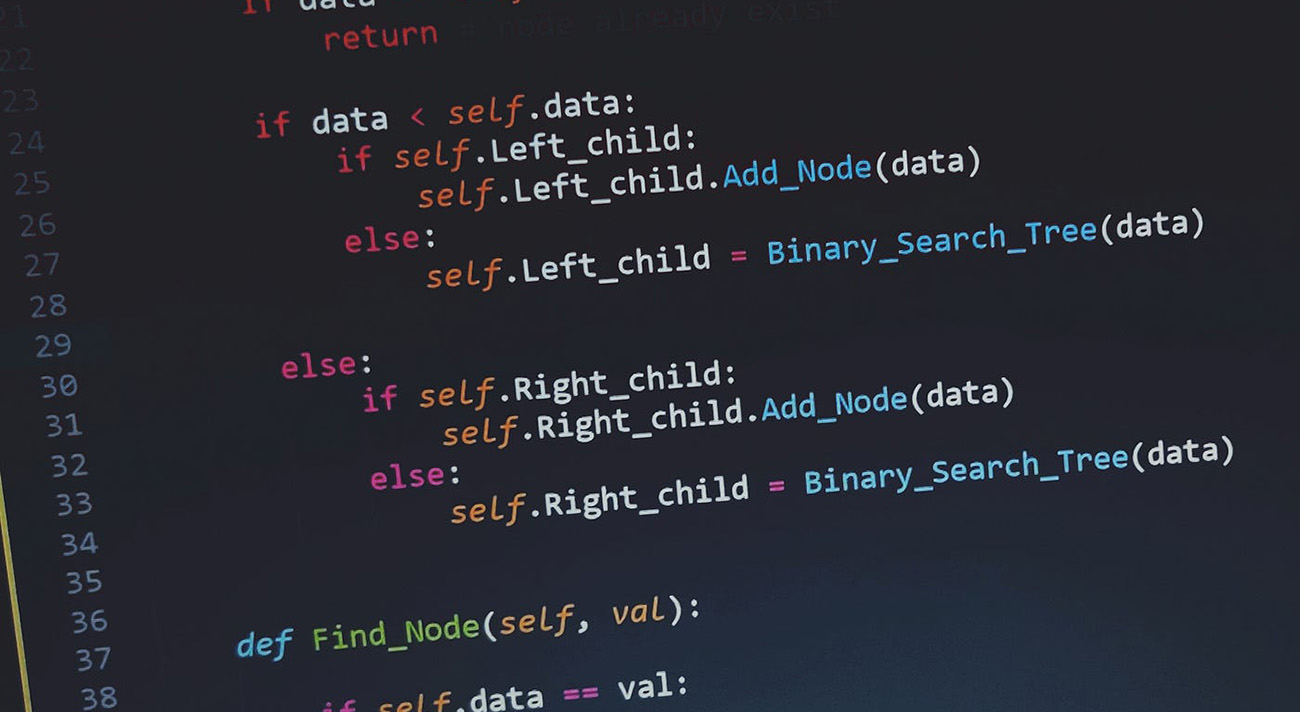 21 if data
22 return # node already exist
23
24 if data < self.data:
25 if self.Left_child:
26 self.Left_child.Add_Node(data)
27 else:
28 self.Left_child = Binary_Search_Tree(data)
29
30 else:
31 if self.Right_child:
32 self.Right_child.Add_Node(data)
33 else:
34 self.Right_child = Binary_Search_Tree(data)
35
36
37 def Find_Node(self, val):
38 if self.data == val: